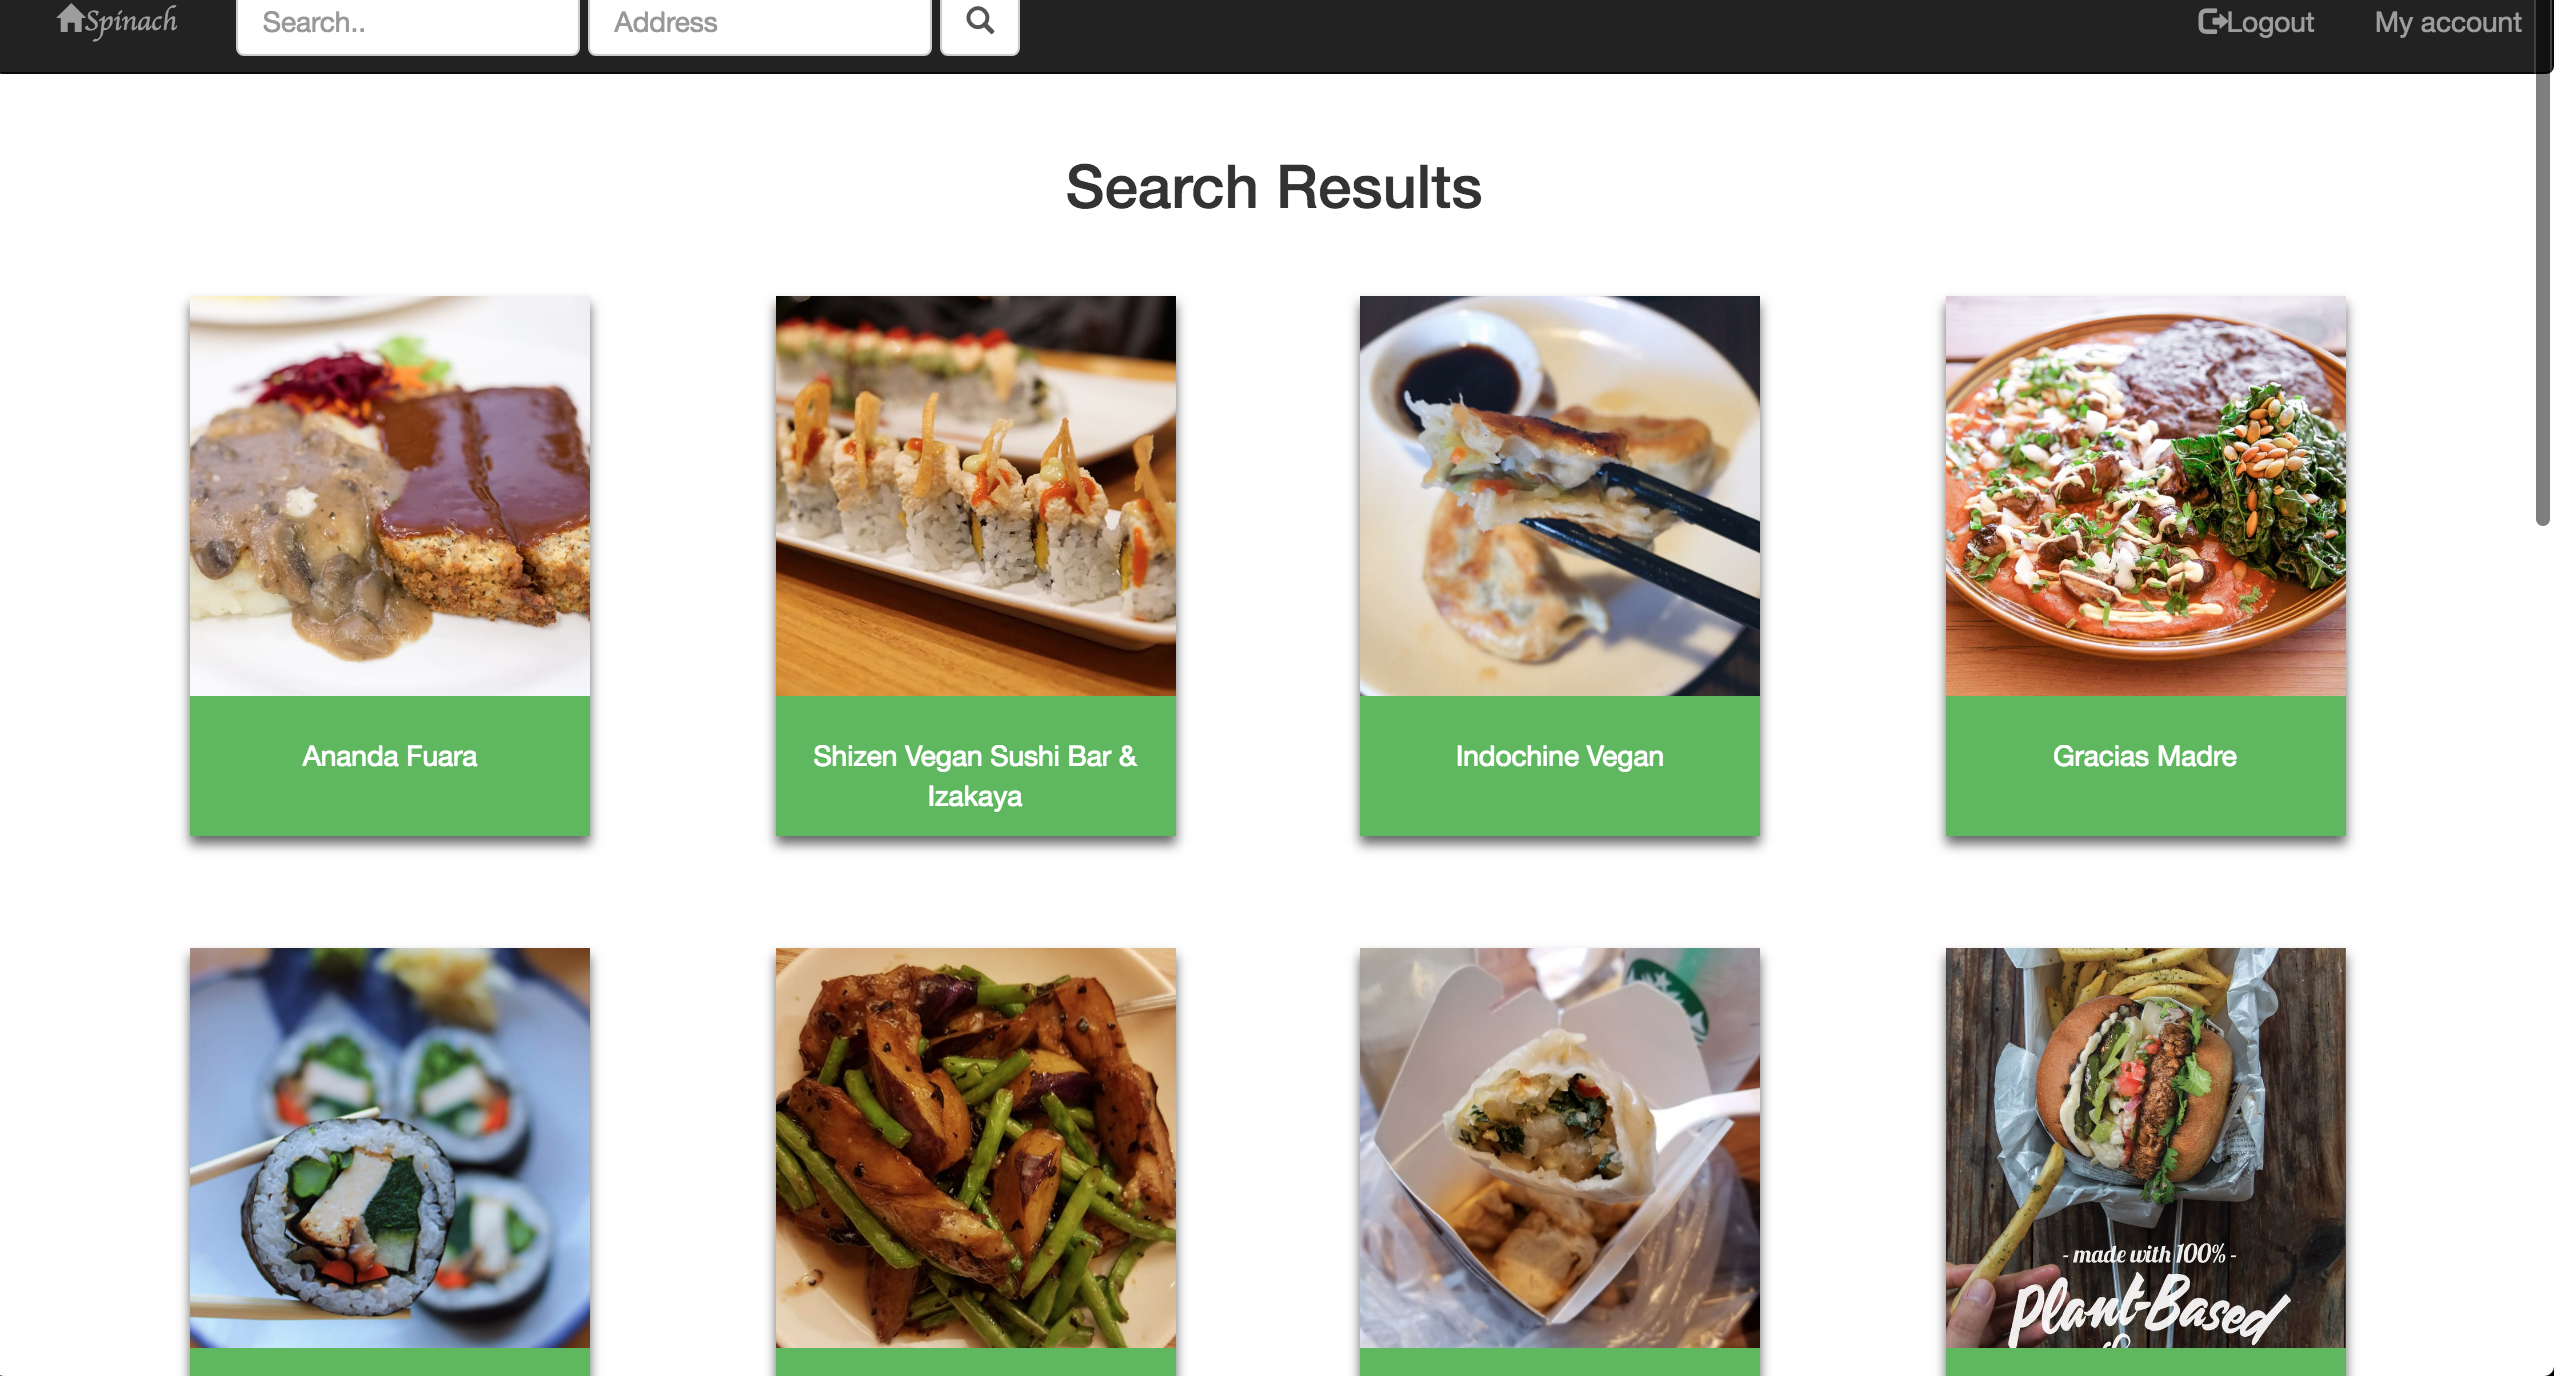 Spinach
Search..
Address
Logout
My account
Search Results
Ananda Fuara
Shizen Vegan Sushi Bar &
Izakaya
Indochine Vegan
Gracias Madre
- made with 100% -
Plant-Based